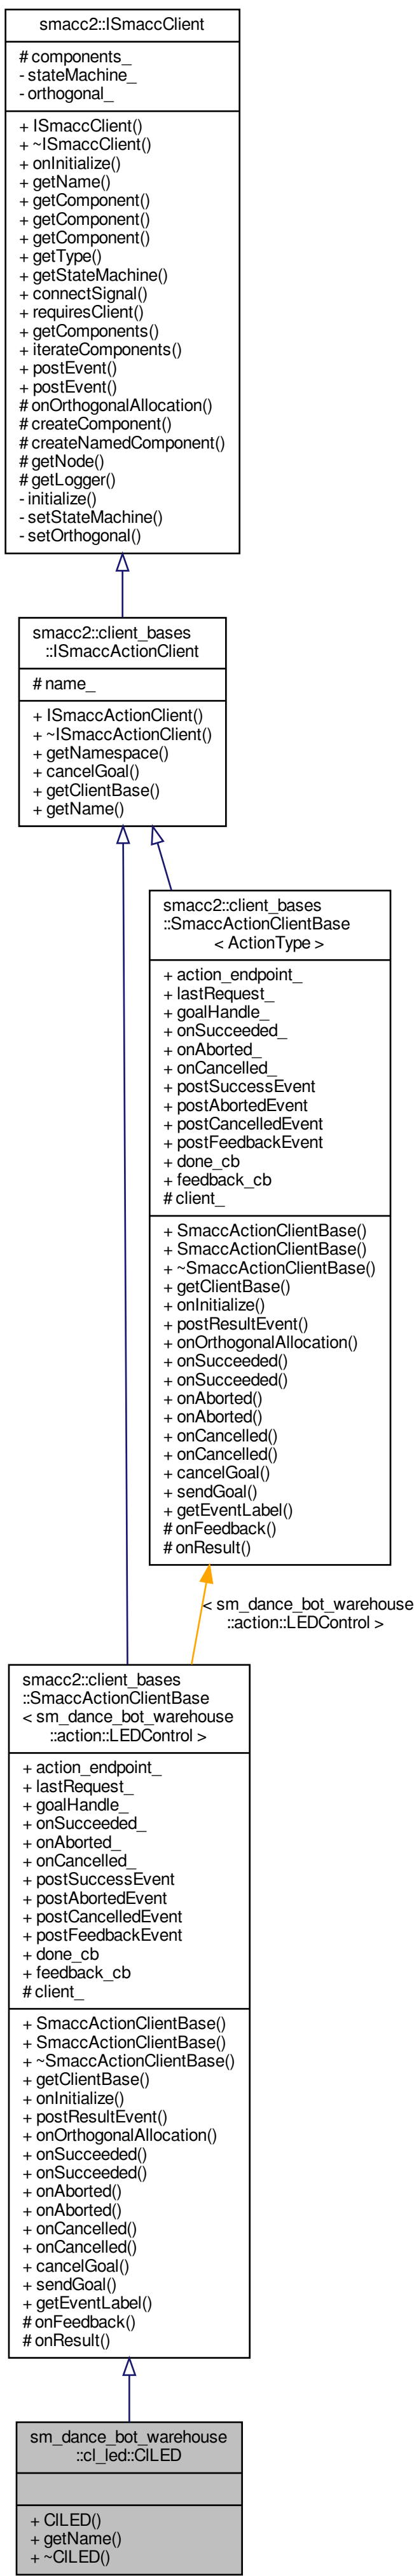 smacc2::ISmaccClient
# components_
- stateMachine_
- orthogonal_
+ ISmaccClient()
+ ~ISmaccClient()
+ onInitialize()
+ getName()
+ getComponent()
+ getComponent()
+ getComponent()
+ getType()
+ getStateMachine()
+ connectSignal()
+ requiresClient()
+ getComponents()
+ iterateComponents()
+ postEvent()
+ postEvent()
# onOrthogonalAllocation()
# createComponent()
# createNamedComponent()
# getNode()
# getLogger()
- initialize()
- setStateMachine()
- setOrthogonal()
smacc2::client_bases
::ISmaccActionClient
# name_
+ ISmaccActionClient()
+ ~ISmaccActionClient()
+ getNamespace()
+ cancelGoal()
+ getClientBase()
+ getName()
smacc2::client_bases
::SmaccActionClientBase
< ActionType >
+ action_endpoint_
+ lastRequest_
+ goalHandle_
+ onSucceeded_
+ onAborted_
+ onCancelled_
+ postSuccessEvent
+ postAbortedEvent
+ postCancelledEvent
+ postFeedbackEvent
+ done_cb
+ feedback_cb
# client_
+ SmaccActionClientBase()
+ SmaccActionClientBase()
+ ~SmaccActionClientBase()
+ getClientBase()
+ onInitialize()
+ postResultEvent()
+ onOrthogonalAllocation()
+ onSucceeded()
+ onSucceeded()
+ onAborted()
+ onAborted()
+ onCancelled()
+ onCancelled()
+ cancelGoal()
+ sendGoal()
+ getEventLabel()
# onFeedback()
# onResult()
< sm_dance_bot_warehouse
::action::LEDControl >
smacc2::client_bases
::SmaccActionClientBase
< sm_dance_bot_warehouse
::action::LEDControl >
+ action_endpoint_
+ lastRequest_
+ goalHandle_
+ onSucceeded_
+ onAborted_
+ onCancelled_
+ postSuccessEvent
+ postAbortedEvent
+ postCancelledEvent
+ postFeedbackEvent
+ done_cb
+ feedback_cb
# client_
+ SmaccActionClientBase()
+ SmaccActionClientBase()
+ ~SmaccActionClientBase()
+ getClientBase()
+ onInitialize()
+ postResultEvent()
+ onOrthogonalAllocation()
+ onSucceeded()
+ onSucceeded()
+ onAborted()
+ onAborted()
+ onCancelled()
+ onCancelled()
+ cancelGoal()
+ sendGoal()
+ getEventLabel()
# onFeedback()
# onResult()
sm_dance_bot_warehouse
::cl_led::ClLED
+ ClLED()
+ getName()
+ ~ClLED()